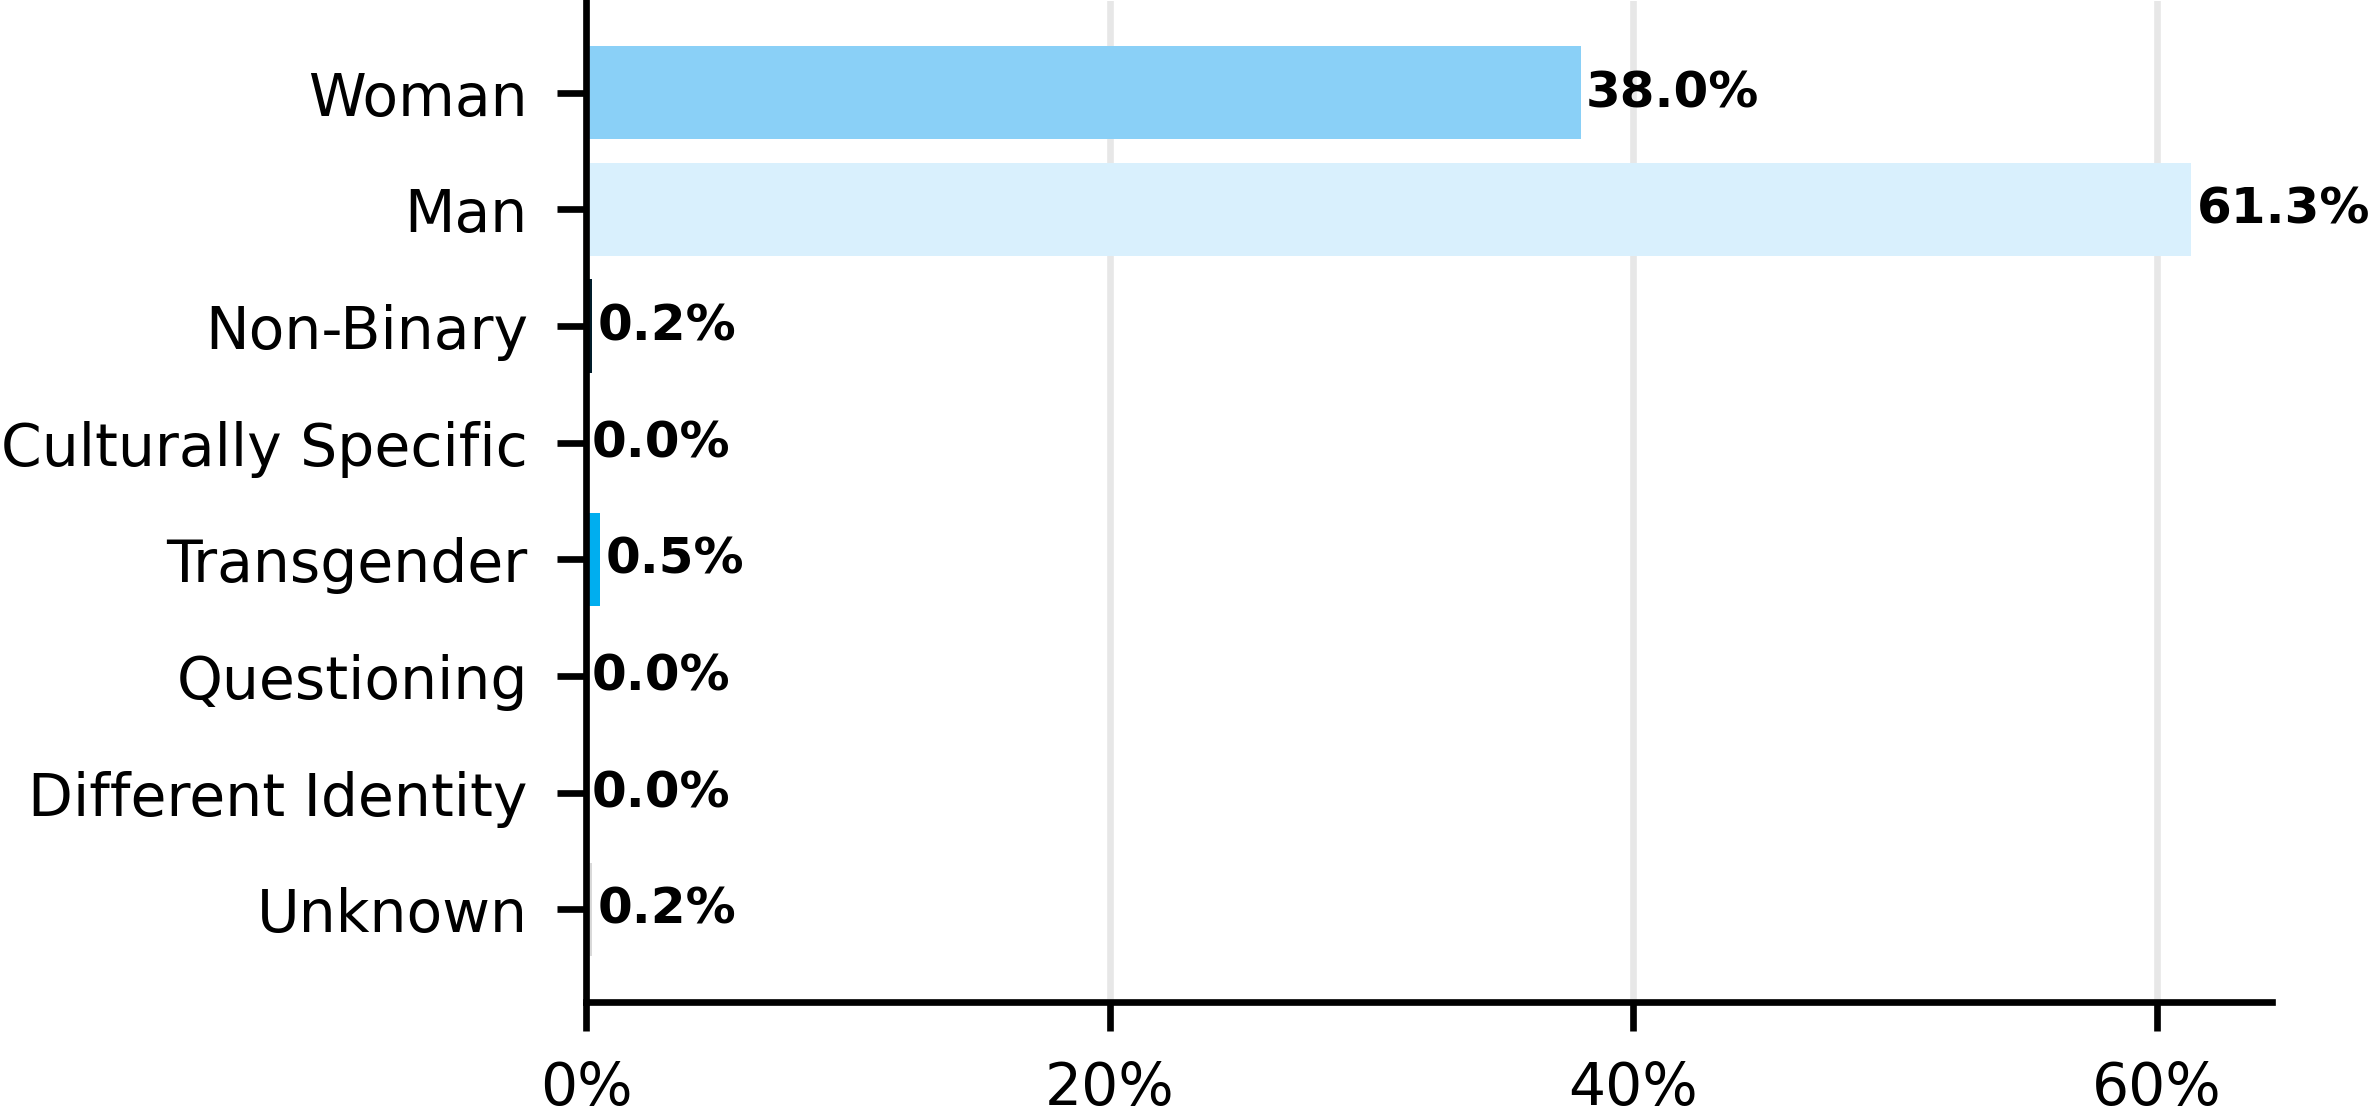 Woman 38.0%
Man 61.3%
Non-Binary 0.2%
Culturally Specific 0.0%
Transgender 0.5%
Questioning 0.0%
Different Identity 0.0%
Unknown 0.2%
0% 20% 40% 60%